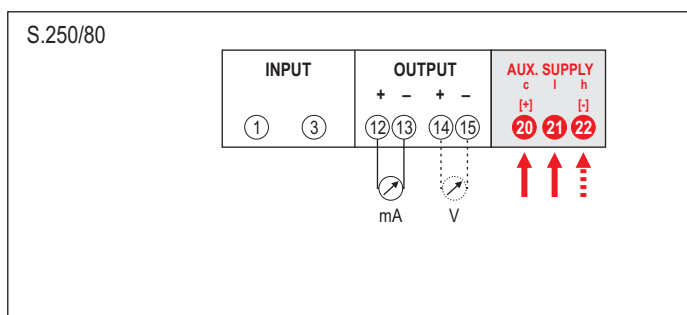 S.250/80
INPUT OUTPUT AUX. SUPPLY
c l h
+ – + –
[+] [-]
1 3 12 13 14 15 20 21 22
mA V